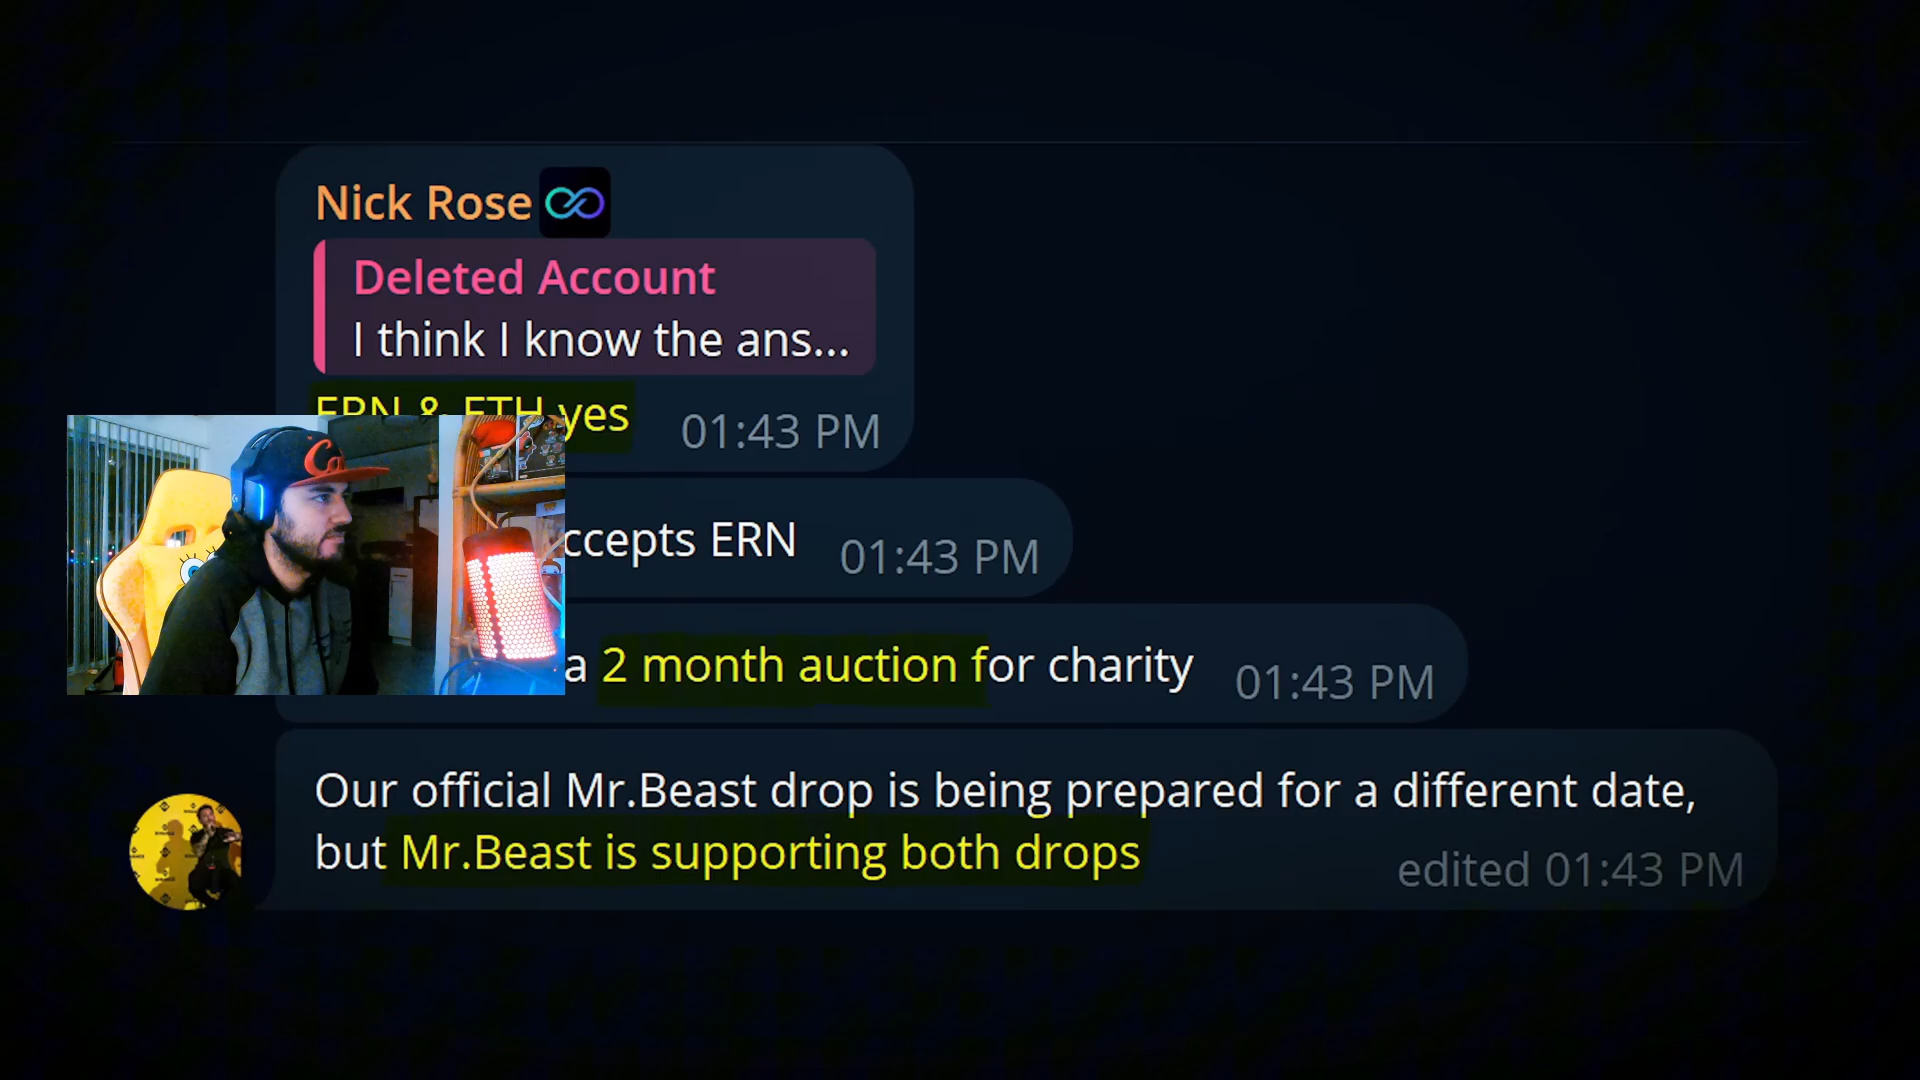 Nick Rose
Deleted Account
I think I know the ans...
ERN & ETH yes 01:43 PM
ccepts ERN 01:43 PM
a 2 month auction for charity 01:43 PM
Our official Mr.Beast drop is being prepared for a different date,
but Mr.Beast is supporting both drops
edited 01:43 PM